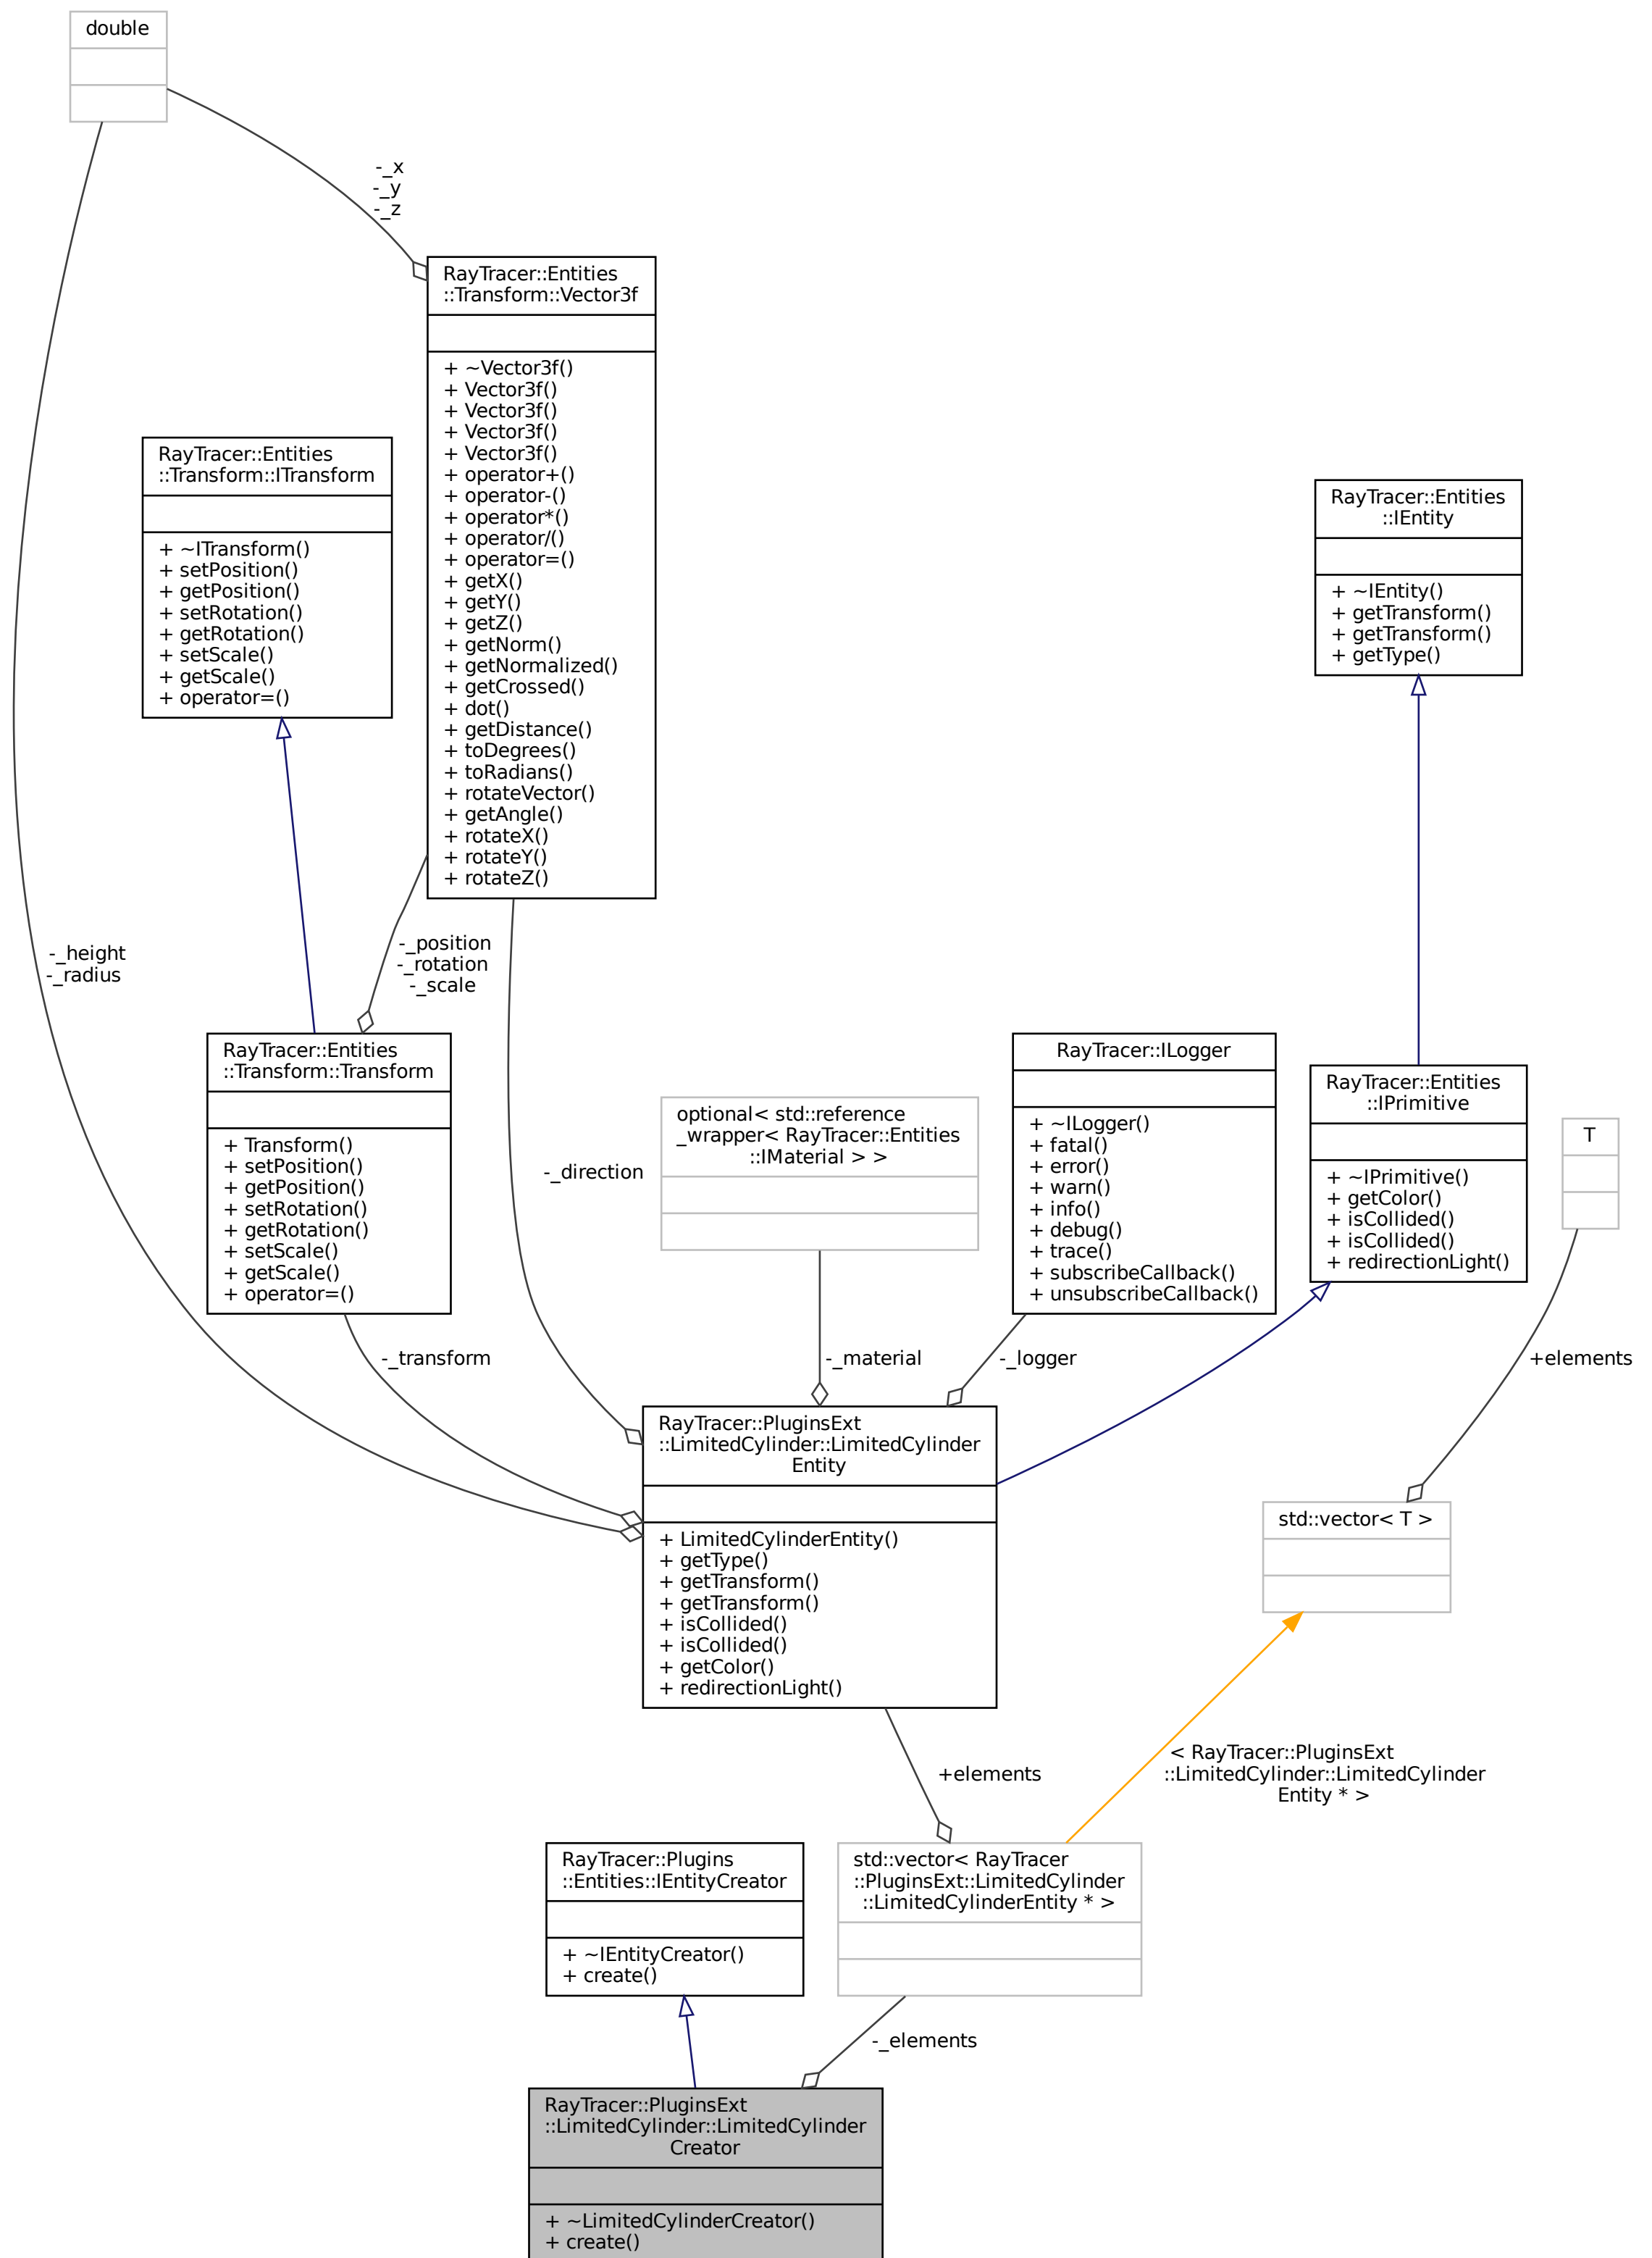 double
-_x
-_y
-_z
RayTracer::Entities
::Transform::Vector3f
+ ~Vector3f()
+ Vector3f()
+ Vector3f()
+ Vector3f()
+ Vector3f()
+ operator+()
+ operator-()
+ operator*()
+ operator/()
+ operator=()
+ getX()
+ getY()
+ getZ()
+ getNorm()
+ getNormalized()
+ getCrossed()
+ dot()
+ getDistance()
+ toDegrees()
+ toRadians()
+ rotateVector()
+ getAngle()
+ rotateX()
+ rotateY()
+ rotateZ()
RayTracer::Entities
::Transform::ITransform
+ ~ITransform()
+ setPosition()
+ getPosition()
+ setRotation()
+ getRotation()
+ setScale()
+ getScale()
+ operator=()
RayTracer::Entities
::IEntity
+ ~IEntity()
+ getTransform()
+ getTransform()
+ getType()
-_height
-_radius
-_position
-_rotation
-_scale
RayTracer::Entities
::Transform::Transform
+ Transform()
+ setPosition()
+ getPosition()
+ setRotation()
+ getRotation()
+ setScale()
+ getScale()
+ operator=()
-_direction
optional< std::reference
_wrapper< RayTracer::Entities
::IMaterial > >
RayTracer::ILogger
+ ~ILogger()
+ fatal()
+ error()
+ warn()
+ info()
+ debug()
+ trace()
+ subscribeCallback()
+ unsubscribeCallback()
RayTracer::Entities
::IPrimitive
+ ~IPrimitive()
+ getColor()
+ isCollided()
+ isCollided()
+ redirectionLight()
T
-_transform
-_material
-_logger
+elements
RayTracer::PluginsExt
::LimitedCylinder::LimitedCylinder
Entity
+ LimitedCylinderEntity()
+ getType()
+ getTransform()
+ getTransform()
+ isCollided()
+ isCollided()
+ getColor()
+ redirectionLight()
std::vector< T >
+elements
< RayTracer::PluginsExt
::LimitedCylinder::LimitedCylinder
Entity * >
RayTracer::Plugins
::Entities::IEntityCreator
+ ~IEntityCreator()
+ create()
std::vector< RayTracer
::PluginsExt::LimitedCylinder
::LimitedCylinderEntity * >
-_elements
RayTracer::PluginsExt
::LimitedCylinder::LimitedCylinder
Creator
+ ~LimitedCylinderCreator()
+ create()